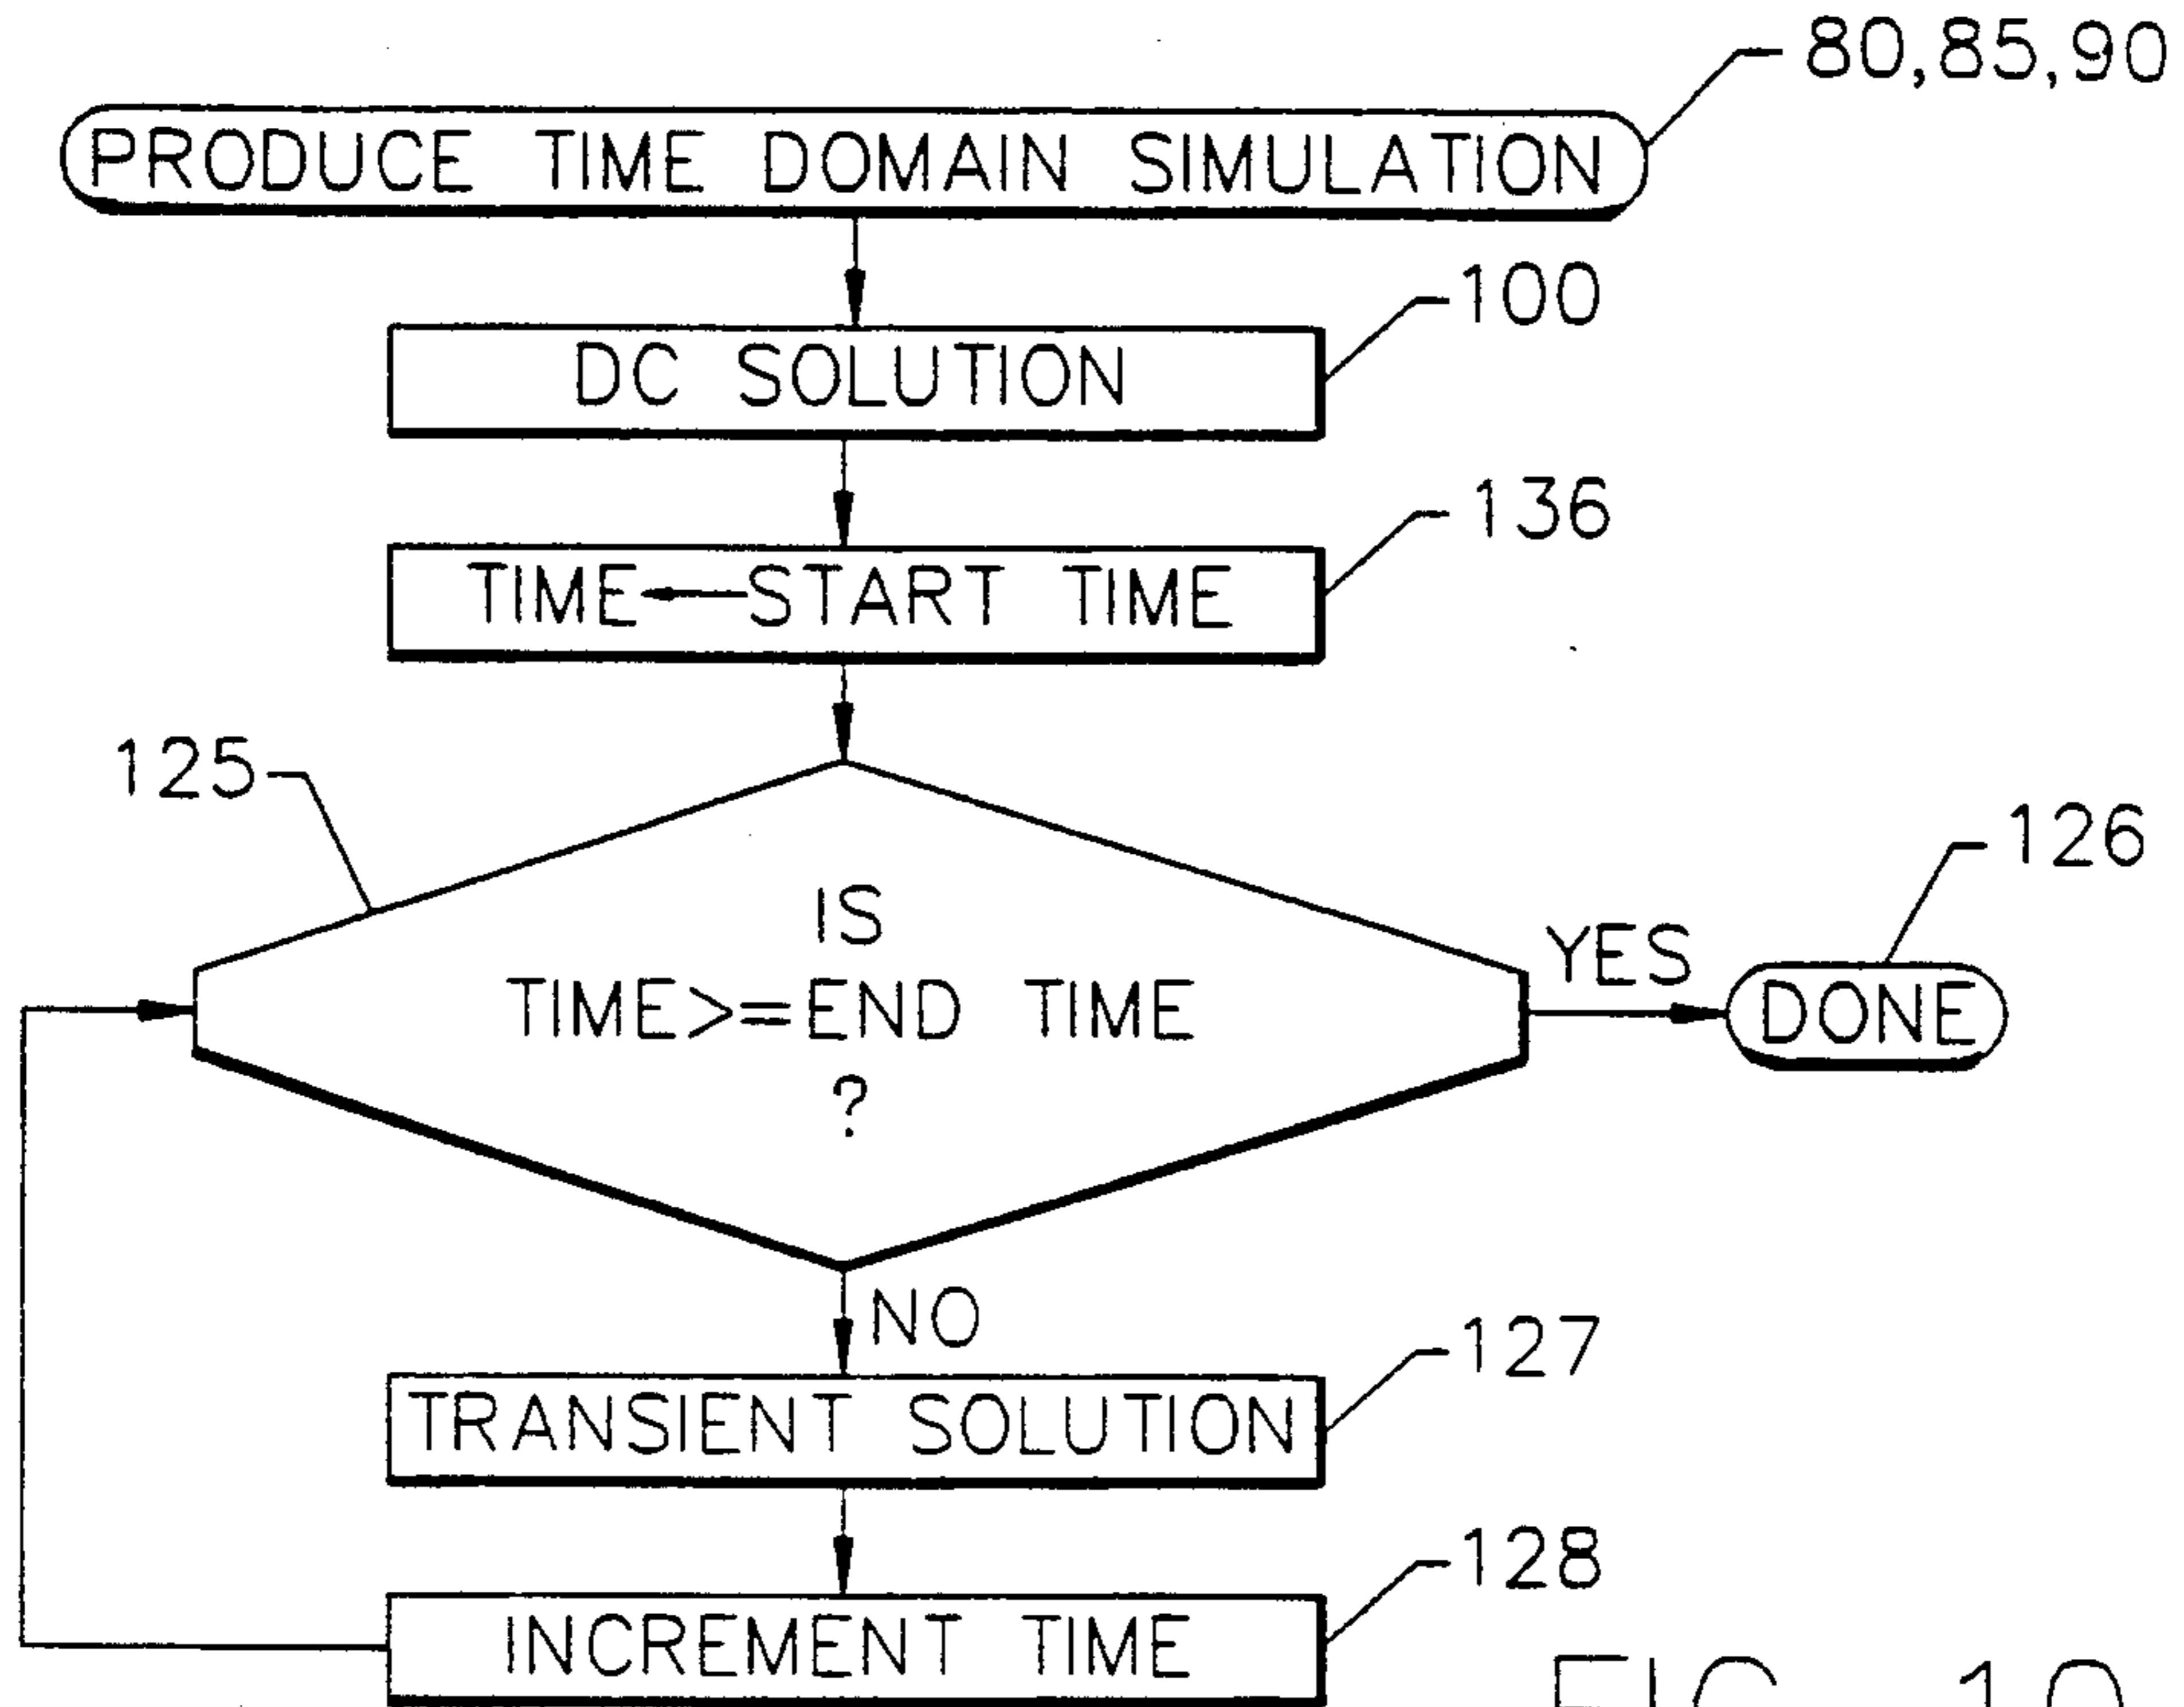 80,85,90
PRODUCE TIME DOMAIN SIMULATION
100
DC SOLUTION
136
TIME←START TIME
125
126
IS
TIME>=END TIME
?
YES
DONE
NO
127
TRANSIENT SOLUTION
128
INCREMENT TIME